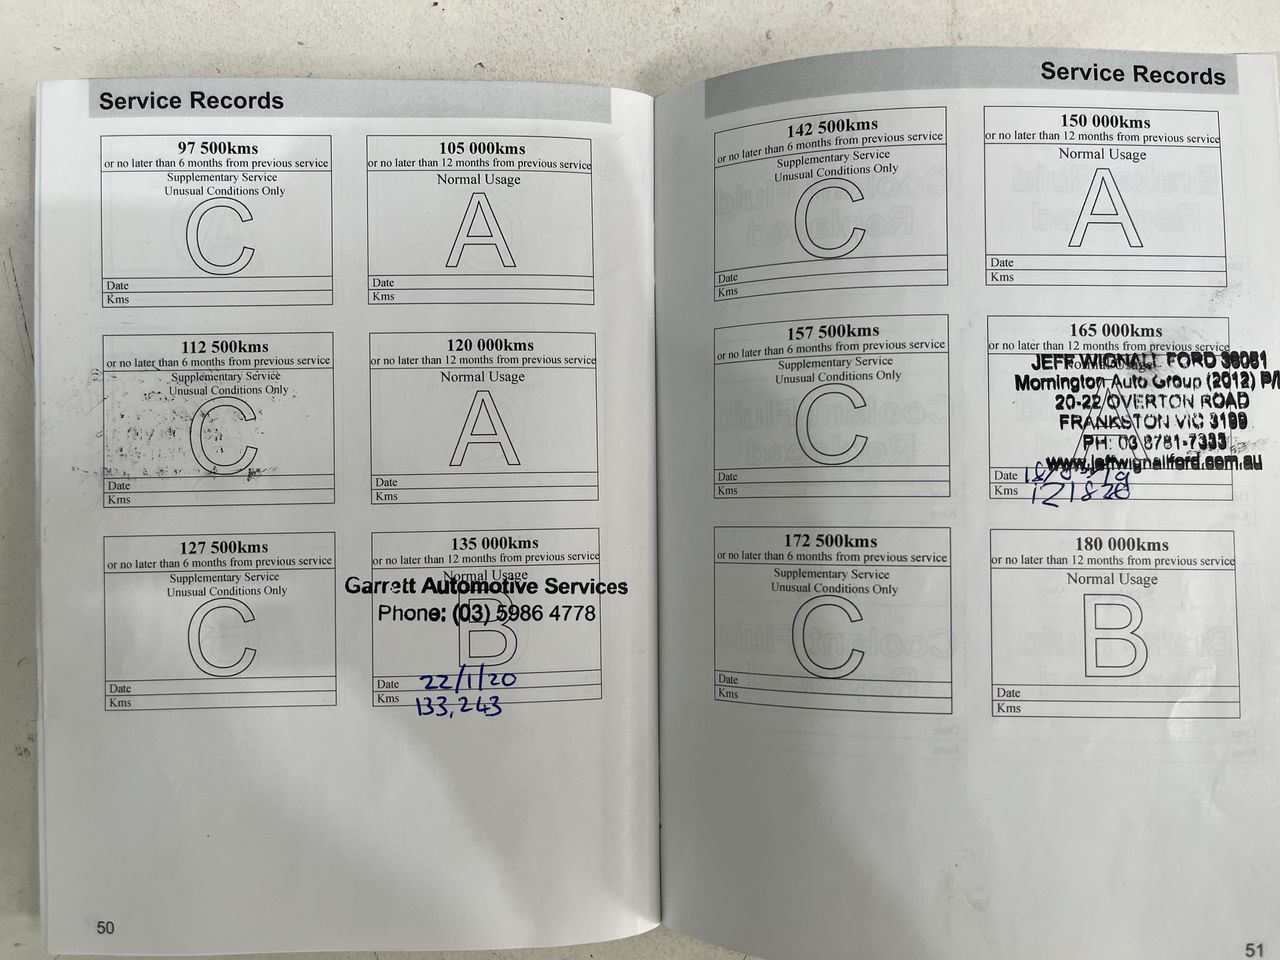 Service Records
97 500kms
or no later than 6 months from previous service
Supplementary Service
Unusual Conditions Only
C
Date
Kms
105 000kms
or no later than 12 months from previous service
Normal Usage
A
Date
Kms
112 500kms
or no later than 6 months from previous service
Supplementary Service
Unusual Conditions Only
C
Date
Kms
120 000kms
or no later than 12 months from previous service
Normal Usage
A
Date
Kms
127 500kms
or no later than 6 months from previous service
Supplementary Service
Unusual Conditions Only
C
Date
Kms
135 000kms
or no later than 12 months from previous service
Normal Usage
Garrett Automotive Services
Phone: (03) 5986 4778
B
Date 22/1/20
Kms 133,243
50
Service Records
142 500kms
or no later than 6 months from previous service
Supplementary Service
Unusual Conditions Only
C
Date
Kms
150 000kms
or no later than 12 months from previous service
Normal Usage
A
Date
Kms
157 500kms
or no later than 6 months from previous service
Supplementary Service
Unusual Conditions Only
C
Date
Kms
165 000kms
or no later than 12 months from previous service
Normal Usage
JEFF WIGNALL FORD
Mornington Auto Group (2012) P/L
20-22 OVERTON ROAD
FRANKSTON VIC 3199
PH: 03 8781-7333
www.jeffwignallford.com.au
A
Date
Kms 121828
172 500kms
or no later than 6 months from previous service
Supplementary Service
Unusual Conditions Only
C
Date
Kms
180 000kms
or no later than 12 months from previous service
Normal Usage
B
Date
Kms
51